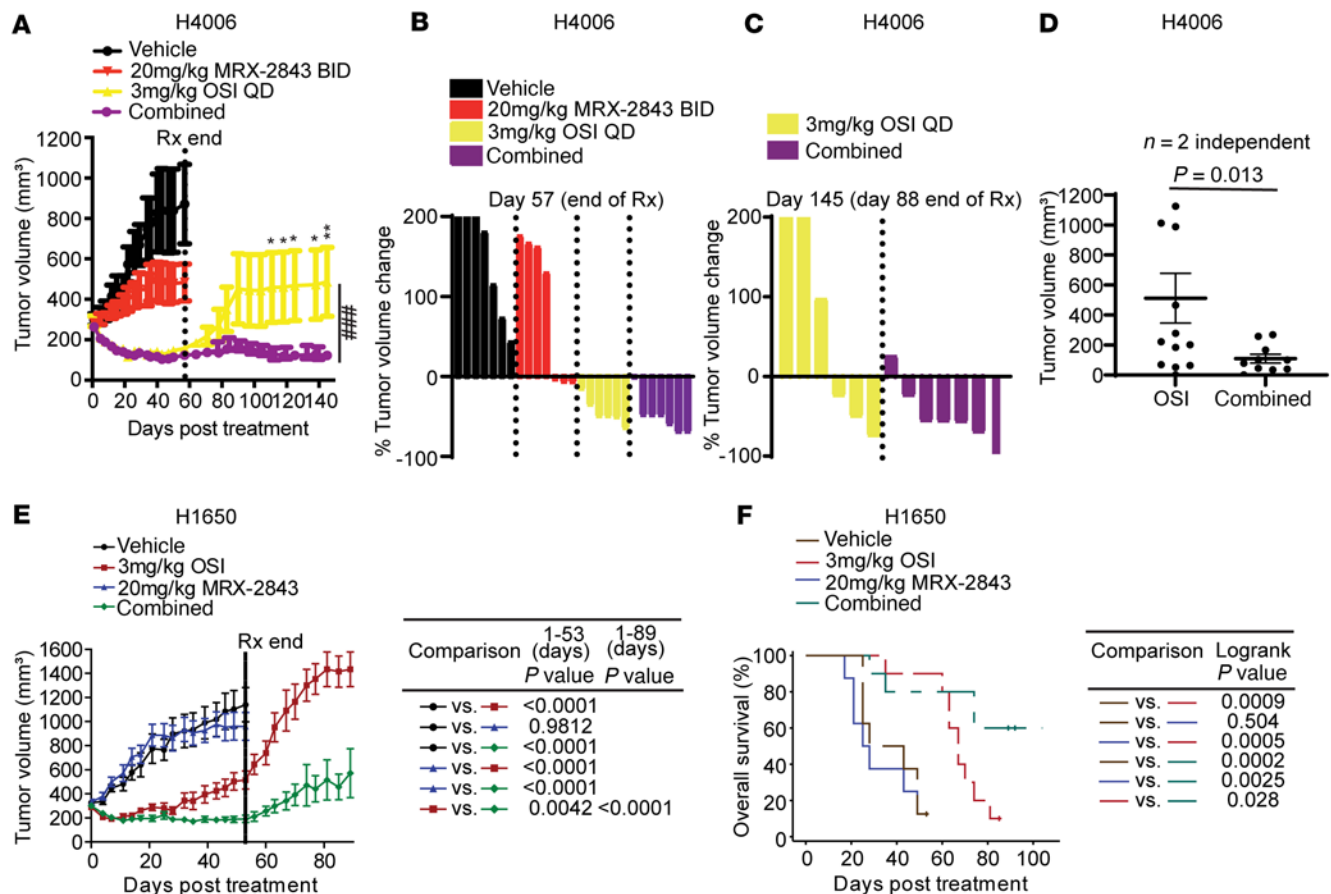 A
H4006
Vehicle
20mg/kg MRX-2843 BID
3mg/kg OSI QD
Combined
Rx end
Tumor volume (mm³)
1200
1000
800
600
400
200
0
* * * * **
###
0 20 40 60 80 100 120 140
Days post treatment
B
H4006
Vehicle
20mg/kg MRX-2843 BID
3mg/kg OSI QD
Combined
Day 57 (end of Rx)
% Tumor volume change
200
100
0
-100
C
H4006
3mg/kg OSI QD
Combined
Day 145 (day 88 end of Rx)
% Tumor volume change
200
100
0
-100
D
H4006
n = 2 independent
P = 0.013
Tumor volume (mm³)
1200
1000
800
600
400
200
0
OSI Combined
E
H1650
Vehicle
3mg/kg OSI
20mg/kg MRX-2843
Combined
Rx end
Tumor volume (mm³)
1600
1400
1200
1000
800
600
400
200
0
0 20 40 60 80
Days post treatment
Comparison 1-53 (days) P value 1-89 (days) P value
vs. <0.0001
vs. 0.9812
vs. <0.0001
vs. <0.0001
vs. <0.0001
vs. 0.0042 <0.0001
F
H1650
Vehicle
3mg/kg OSI
20mg/kg MRX-2843
Combined
Overall survival (%)
100
80
60
40
20
0
0 20 40 60 80 100
Days post treatment
Comparison Logrank P value
vs. 0.0009
vs. 0.504
vs. 0.0005
vs. 0.0002
vs. 0.0025
vs. 0.028